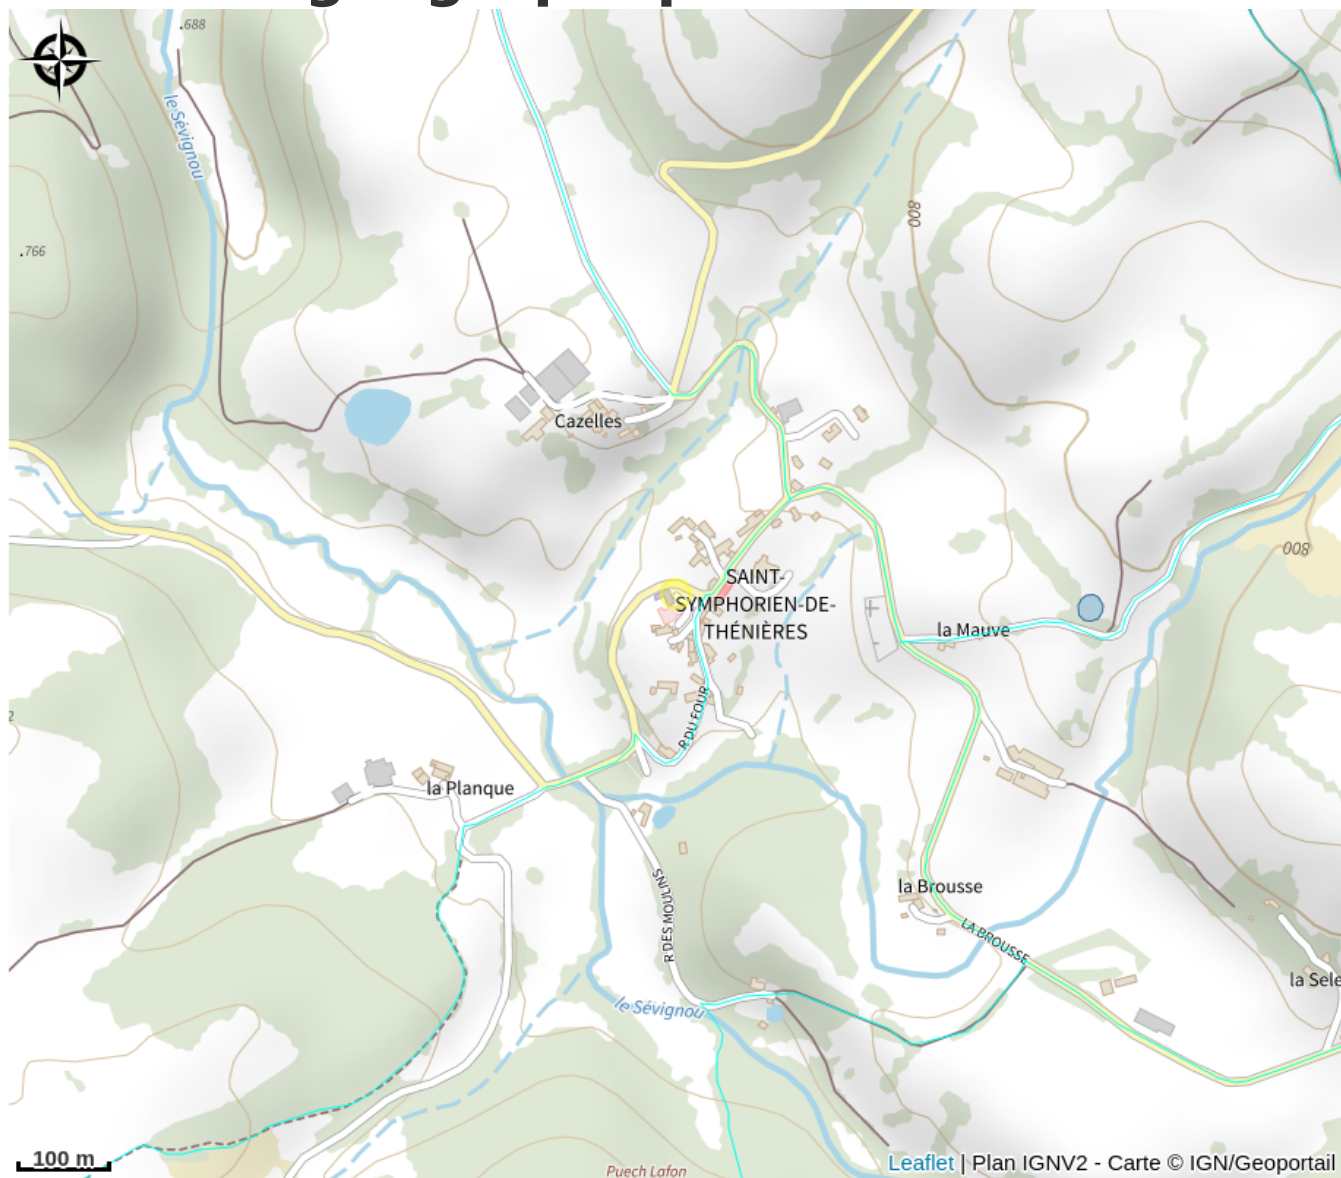 .688
le Sévignou
800
.766
Cazelles
800
SAINT-
SYMPHORIEN-DE-
THÉNIÈRES
la Mauve
R DU FOUR
la Planque
la Brousse
R DES MOULINS
LA BROUSSE
la Sele
le Sévignou
100 m
Puech Lafon
Leaflet | Plan IGNV2 - Carte © IGN/Geoportail